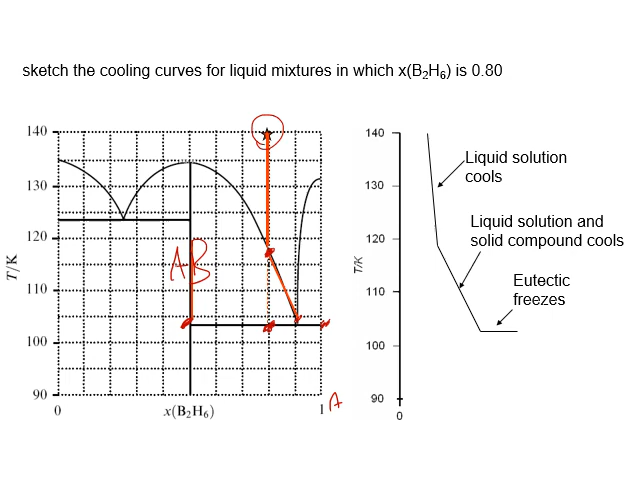 sketch the cooling curves for liquid mixtures in which x(B₂H₆) is 0.80
140
130
120
110
100
90
T/K
0
x(B₂H₆)
1
A
AB
140
130
120
110
100
90
T/K
0
Liquid solution
cools
Liquid solution and
solid compound cools
Eutectic
freezes